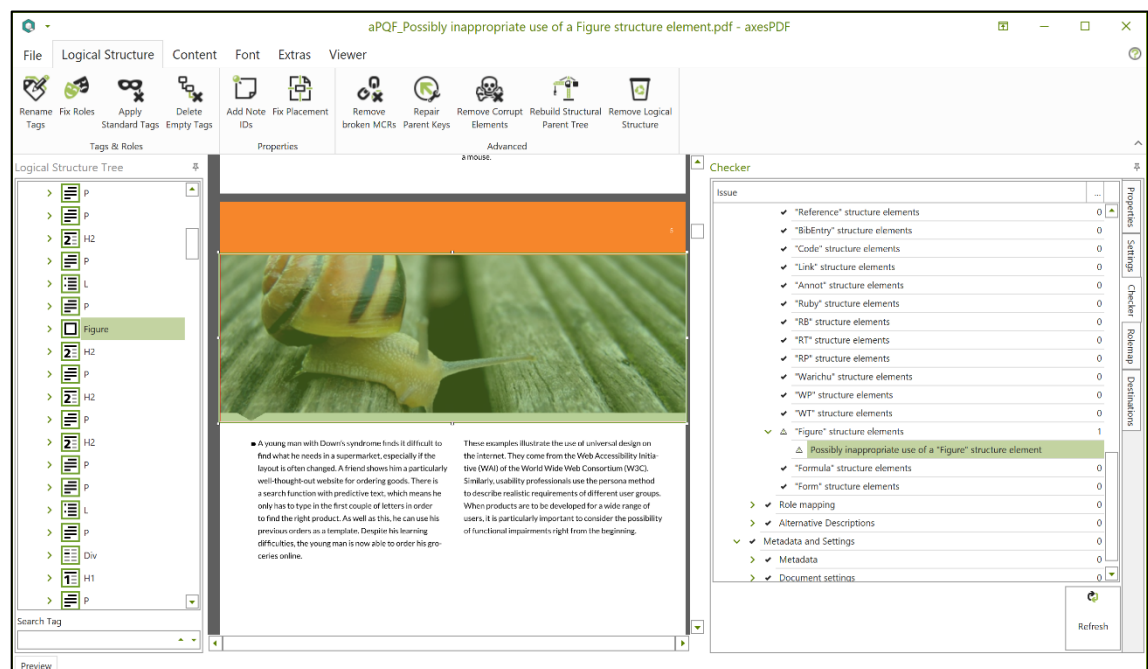 aPQF_Possibly inappropriate use of a Figure structure element.pdf - axesPDF
File Logical Structure Content Font Extras Viewer
Rename Tags
Fix Roles
Apply Standard Tags
Delete Empty Tags
Tags & Roles
Add Note IDs
Fix Placement
Properties
Remove broken MCRs
Repair Parent Keys
Remove Corrupt Elements
Rebuild Structural Parent Tree
Remove Logical Structure
Advanced
Logical Structure Tree
P
P
2 H2
P
L
P
Figure
2 H2
P
2 H2
P
2 H2
P
P
L
P
Div
1 H1
P
Search Tag
Preview
a mouse.
A young man with Down's syndrome finds it difficult to
find what he needs in a supermarket, especially if the
layout is often changed. A friend shows him a particularly
well-thought-out website for ordering goods. There is
a search function with predictive text, which means he
only has to type in the first couple of letters in order
to find the right product. As well as this, he can use his
previous orders as a template. Despite his learning
difficulties, the young man is now able to order his gro-
ceries online.
These examples illustrate the use of universal design on
the internet. They come from the Web Accessibility Initia-
tive (WAI) of the World Wide Web Consortium (W3C).
Similarly, usability professionals use the persona method
to describe realistic requirements of different user groups.
When products are to be developed for a wide range of
users, it is particularly important to consider the possibility
of functional impairments right from the beginning.
Checker
Issue ...
"Reference" structure elements 0
"BibEntry" structure elements 0
"Code" structure elements 0
"Link" structure elements 0
"Annot" structure elements 0
"Ruby" structure elements 0
"RB" structure elements 0
"RT" structure elements 0
"RP" structure elements 0
"Warichu" structure elements 0
"WP" structure elements 0
"WT" structure elements 0
"Figure" structure elements 1
Possibly inappropriate use of a "Figure" structure element
"Formula" structure elements 0
"Form" structure elements 0
Role mapping 0
Alternative Descriptions 0
Metadata and Settings 0
Metadata 0
Document settings 0
Refresh
Properties
Settings
Checker
Rolemap
Destinations